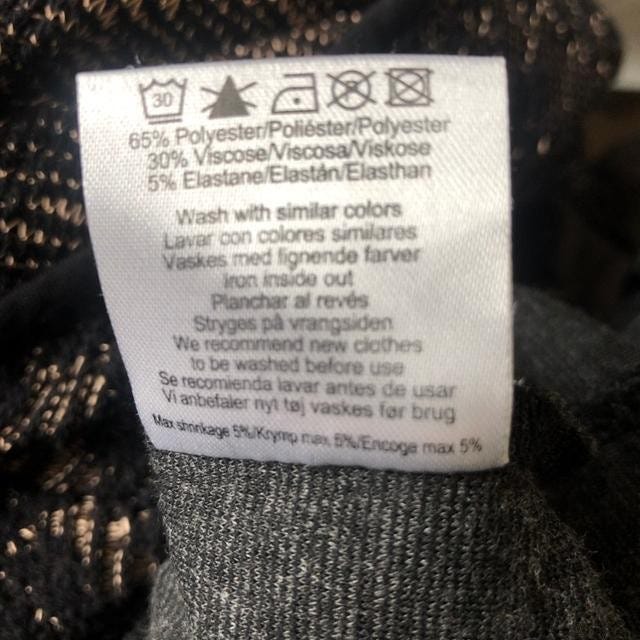 30
65% Polyester/Poliéster/Polyester
30% Viscose/Viscosa/Viskose
5% Elastane/Elastán/Elasthan
Wash with similar colors
Lavar con colores similares
Vaskes med lignende farver
Iron inside out
Planchar al revés
Stryges på vrangsiden
We recommend new clothes
to be washed before use
Se recomienda lavar antes de usar
Vi anbefaler nyt tøj vaskes før brug
Max shrinkage 5%/Krymp max. 5%/Encoge max 5%